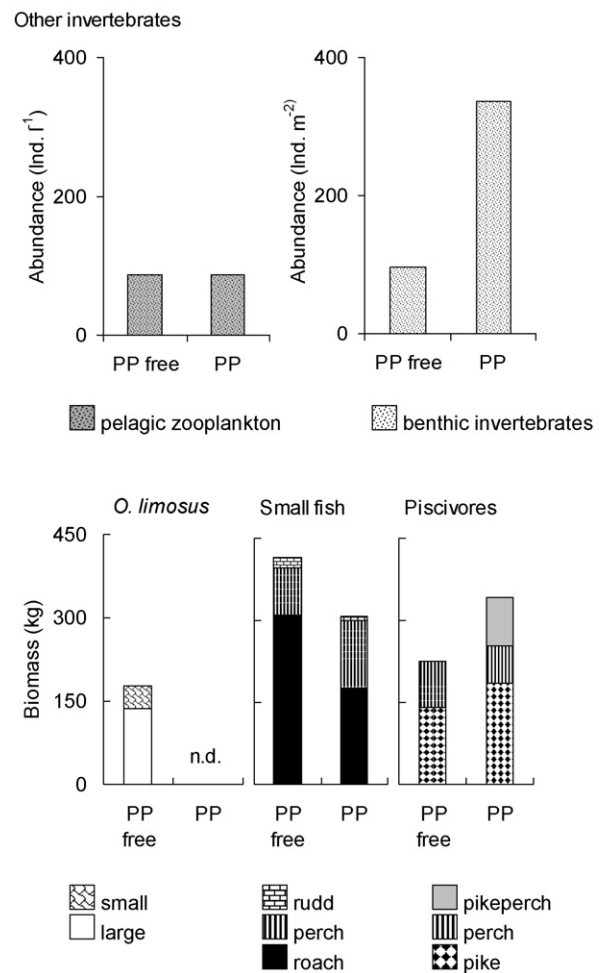 Other invertebrates
400
200
0
Abundance (Ind. l⁻¹)
PP free
PP
pelagic zooplankton
400
200
0
Abundance (Ind. m⁻²)
PP free
PP
benthic invertebrates
O. limosus
Small fish
Piscivores
450
300
150
0
Biomass (kg)
n.d.
PP
free
PP
PP
free
PP
PP
free
PP
small
large
rudd
perch
roach
pikeperch
perch
pike